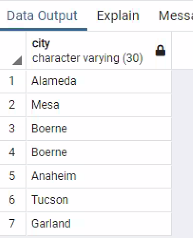 Data Output Explain
city
character varying (30)
1 Alameda
2 Mesa
3 Boerne
4 Boerne
5 Anaheim
6 Tucson
7 Garland